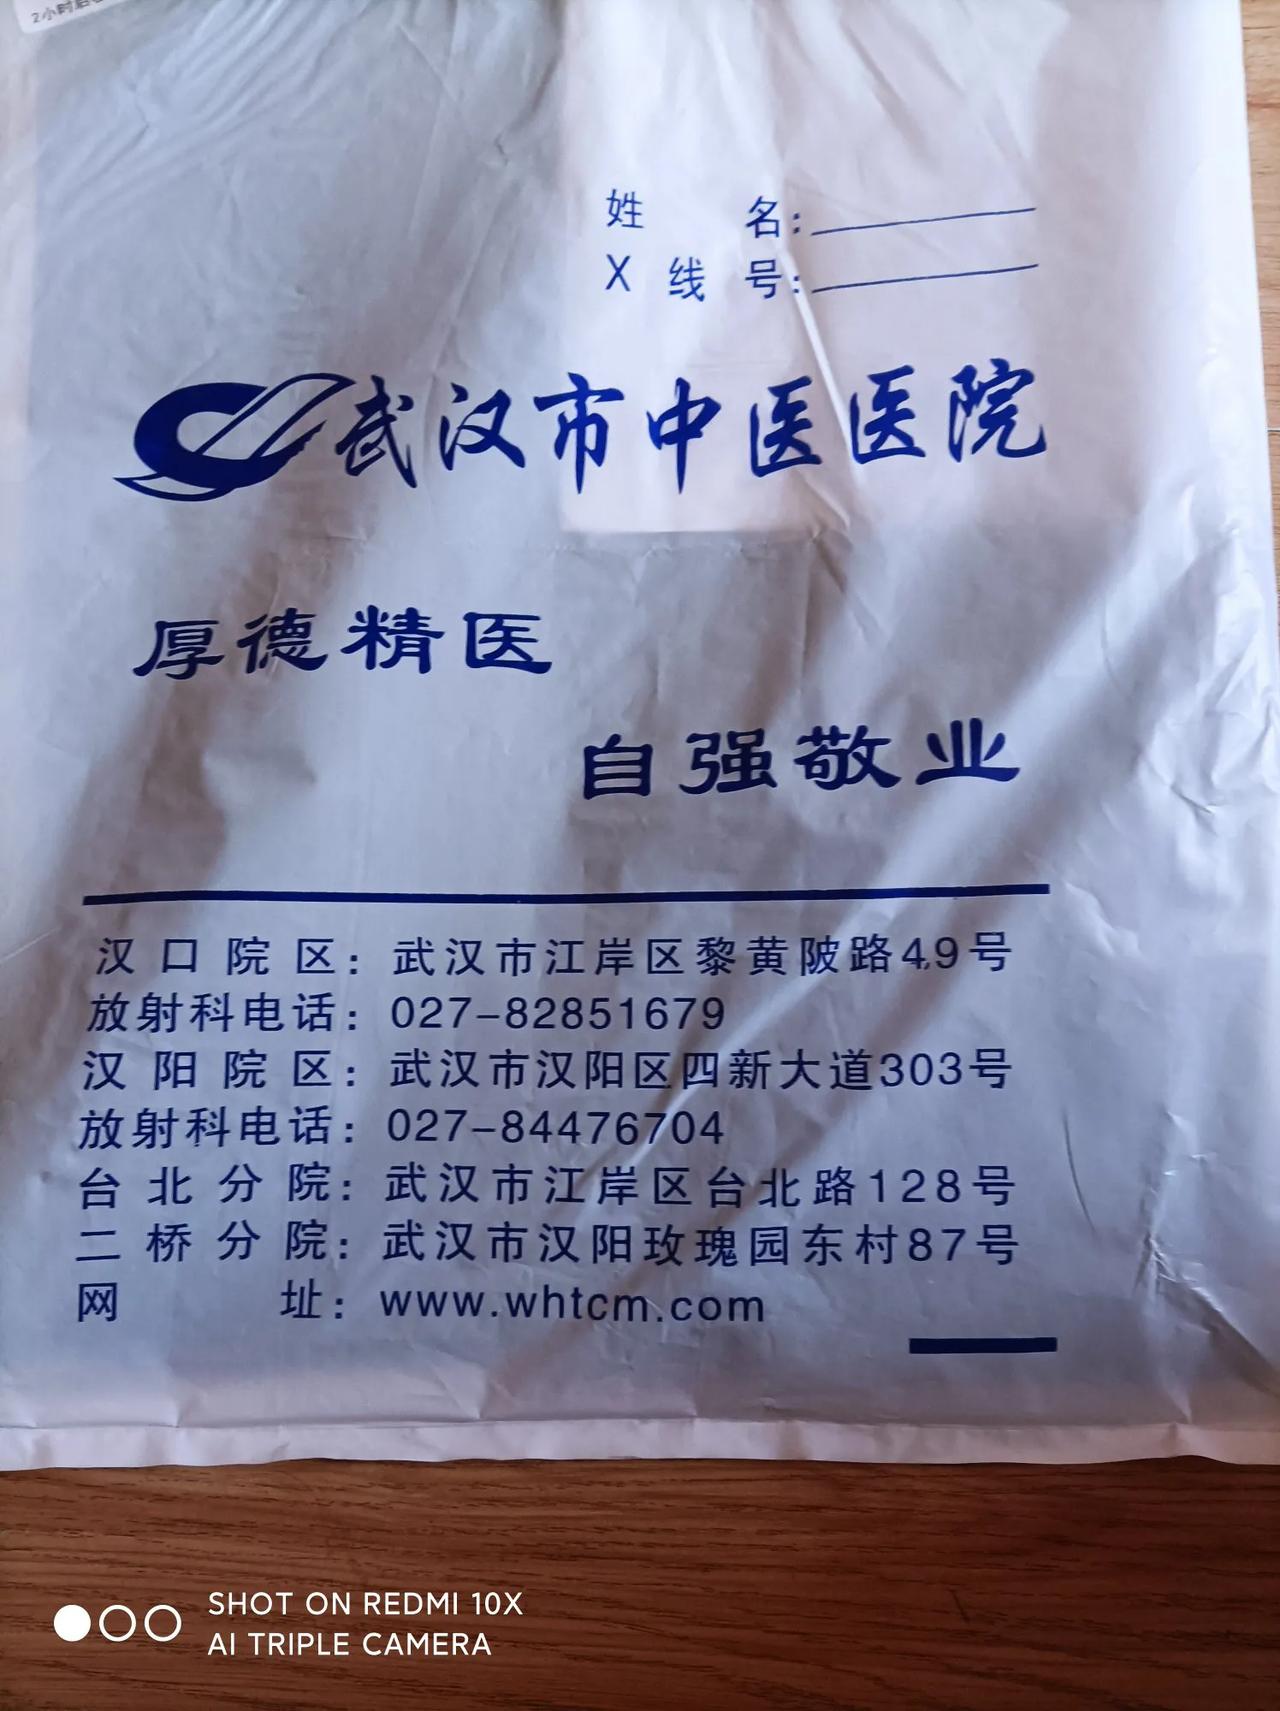 2小时后
姓 名：
X 线 号：
武汉市中医医院
厚德精医
自强敬业
汉口院区：武汉市江岸区黎黄陂路49号
放射科电话：027-82851679
汉阳院区：武汉市汉阳区四新大道303号
放射科电话：027-84476704
台北分院：武汉市江岸区台北路128号
二桥分院：武汉市汉阳玫瑰园东村87号
网 址：www.whtcm.com
SHOT ON REDMI 10X
AI TRIPLE CAMERA